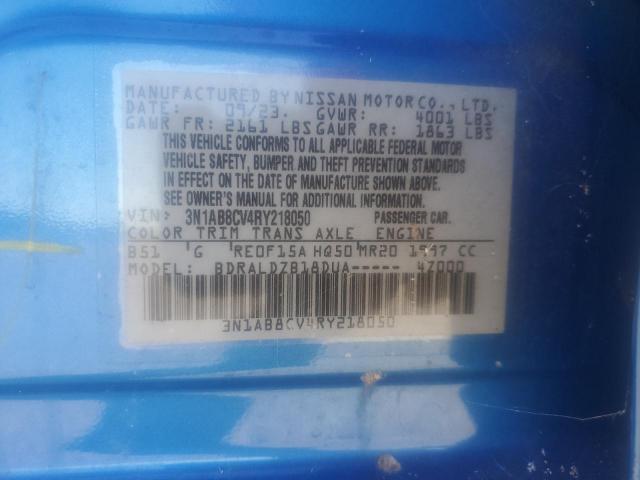 MANUFACTURED BY NISSAN MOTOR CO., LTD.
DATE: 09/23. GVWR: 4001 LBS
GAWR FR: 2161 LBS GAWR RR: 1863 LBS
THIS VEHICLE CONFORMS TO ALL APPLICABLE FEDERAL MOTOR
VEHICLE SAFETY, BUMPER AND THEFT PREVENTION STANDARDS
IN EFFECT ON THE DATE OF MANUFACTURE SHOWN ABOVE.
SEE OWNER'S MANUAL FOR ADDITIONAL INFORMATION.
VIN: 3N1AB8CV4RY218050 PASSENGER CAR.
COLOR TRIM TRANS AXLE ENGINE
B51 G RE0F15A HQ50 MR20 1997 CC
MODEL: BDRALDZB18DUA----- 4Z000
3N1AB8CV4RY218050